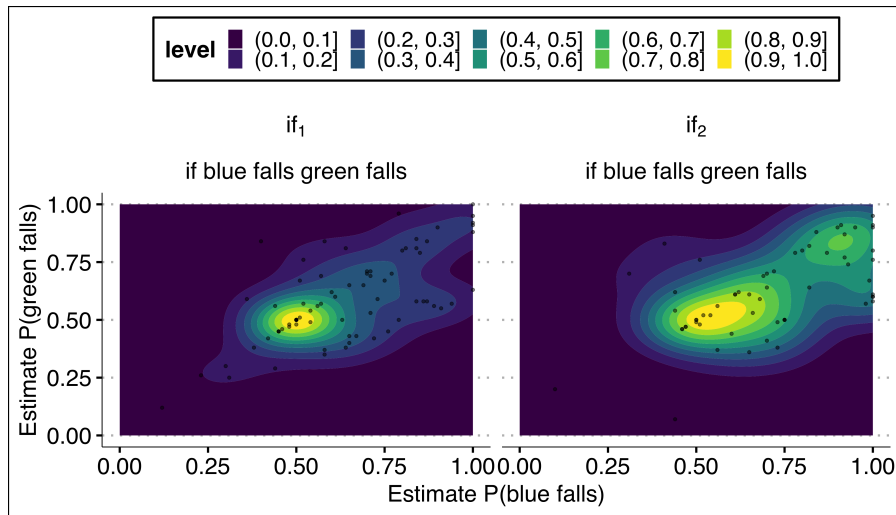 level
(0.0, 0.1] (0.2, 0.3] (0.4, 0.5] (0.6, 0.7] (0.8, 0.9]
(0.1, 0.2] (0.3, 0.4] (0.5, 0.6] (0.7, 0.8] (0.9, 1.0]
if₁ if₂
if blue falls green falls if blue falls green falls
Estimate P(green falls)
1.00
0.75
0.50
0.25
0.00
0.00 0.25 0.50 0.75 1.00 0.00 0.25 0.50 0.75 1.00
Estimate P(blue falls)